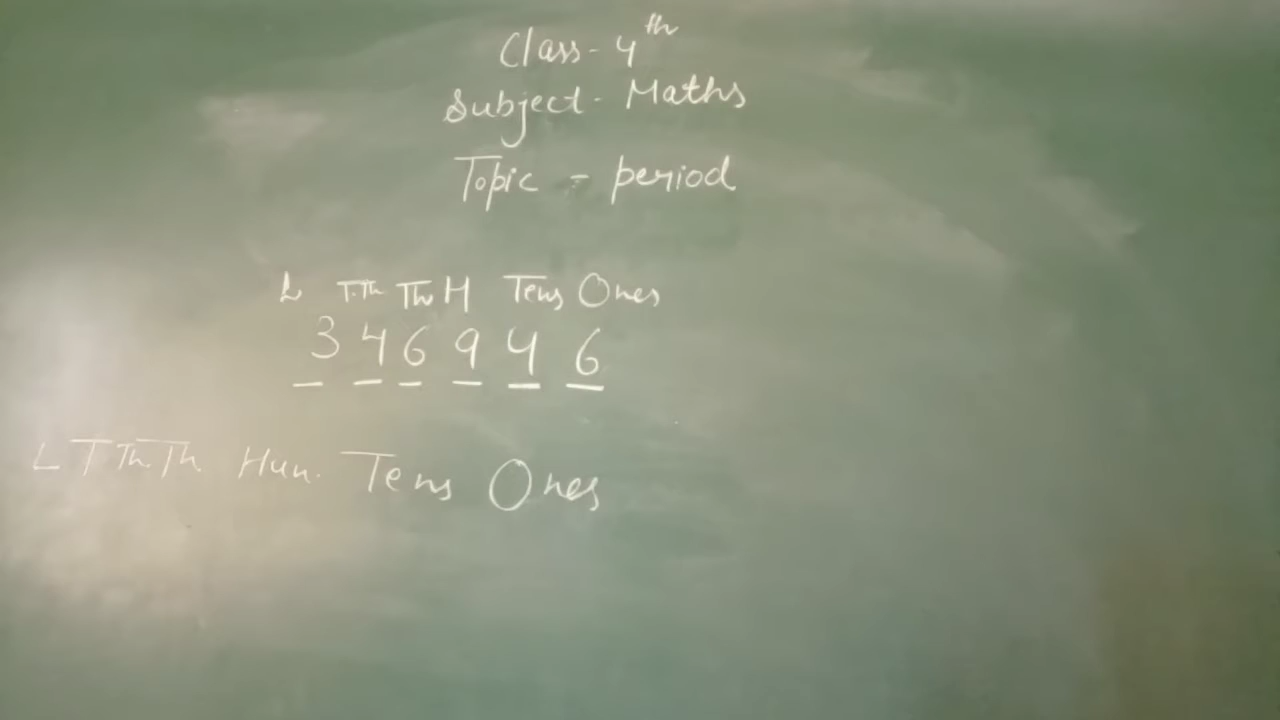 Class- 4th
Subject- Maths
Topic - period
L T.Th Th H Tens Ones
3 4 6 9 4 6
L T Th. Th. Hun. Tens Ones